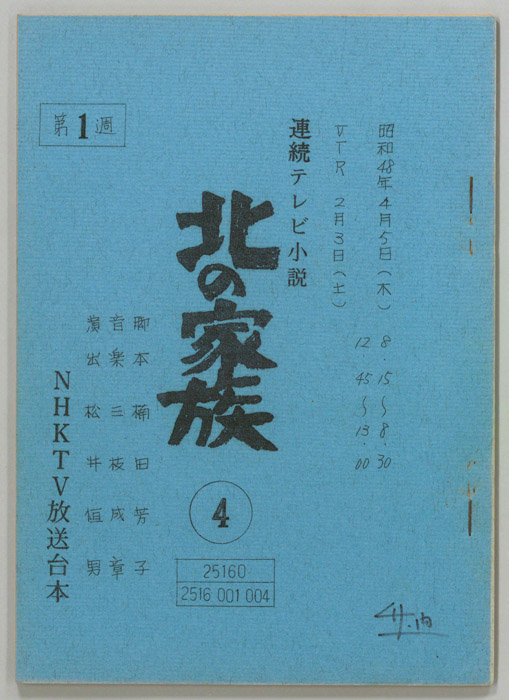 昭和48年4月5日(木) 8 15～8.30
VTR 2月3日(土) 12 45～13.00
連続テレビ小説
北の家族
4
25160
2516 001 004
脚本 楠田芳子
音楽 三枝成章
演出 松井恒男
第1週
NHKTV放送台本